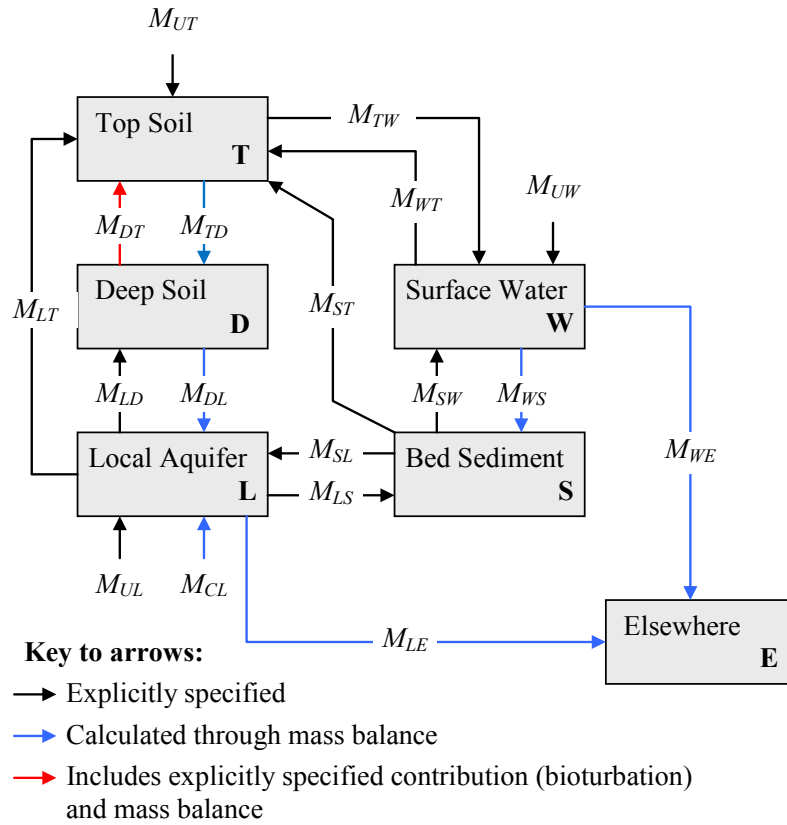 M_UT
Top Soil
T
M_TW
M_WT
M_UW
M_DT
M_TD
M_LT
Deep Soil
D
M_ST
Surface Water
W
M_LD
M_DL
M_SW
M_WS
M_WE
Local Aquifer
L
M_SL
M_LS
Bed Sediment
S
M_UL
M_CL
M_LE
Elsewhere
E
Key to arrows:
Explicitly specified
Calculated through mass balance
Includes explicitly specified contribution (bioturbation)
and mass balance